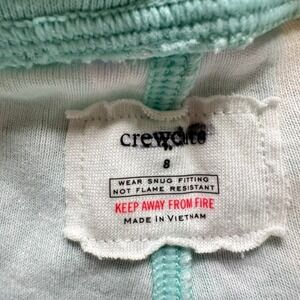 crewcuts
8
WEAR SNUG FITTING
NOT FLAME RESISTANT
KEEP AWAY FROM FIRE
MADE IN VIETNAM